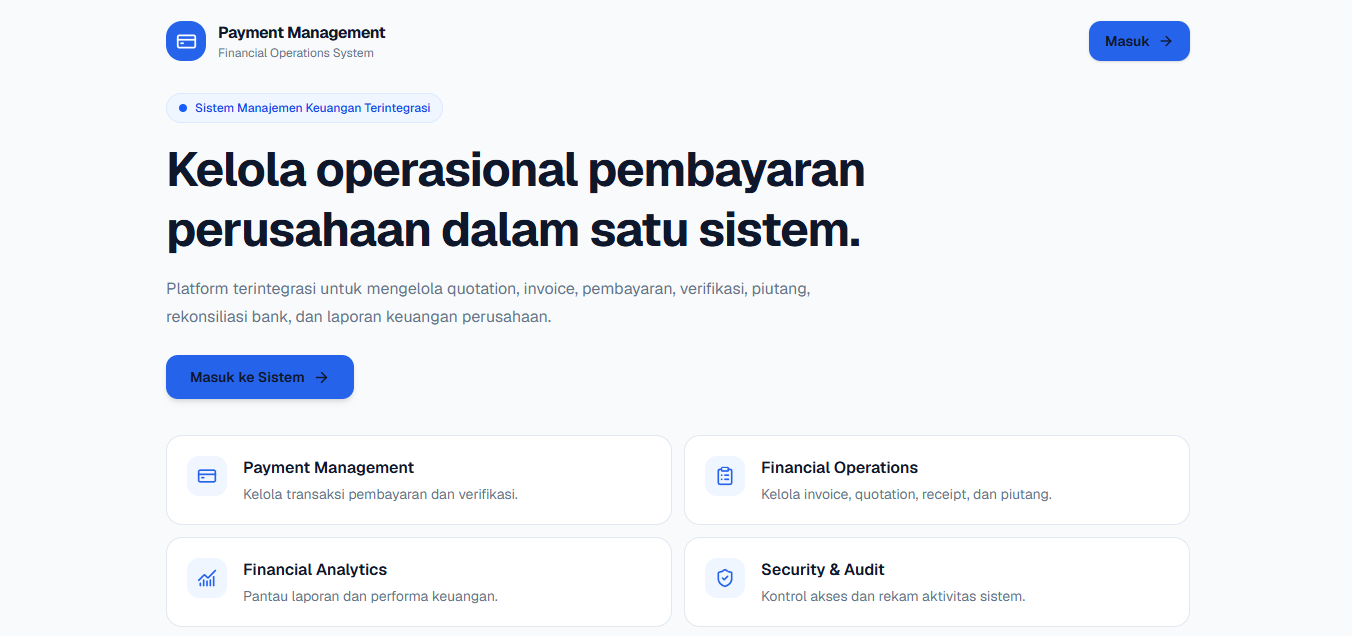 Payment Management
Financial Operations System
Masuk
Sistem Manajemen Keuangan Terintegrasi
Kelola operasional pembayaran
perusahaan dalam satu sistem.
Platform terintegrasi untuk mengelola quotation, invoice, pembayaran, verifikasi, piutang,
rekonsiliasi bank, dan laporan keuangan perusahaan.
Masuk ke Sistem
Payment Management
Kelola transaksi pembayaran dan verifikasi.
Financial Operations
Kelola invoice, quotation, receipt, dan piutang.
Financial Analytics
Pantau laporan dan performa keuangan.
Security & Audit
Kontrol akses dan rekam aktivitas sistem.